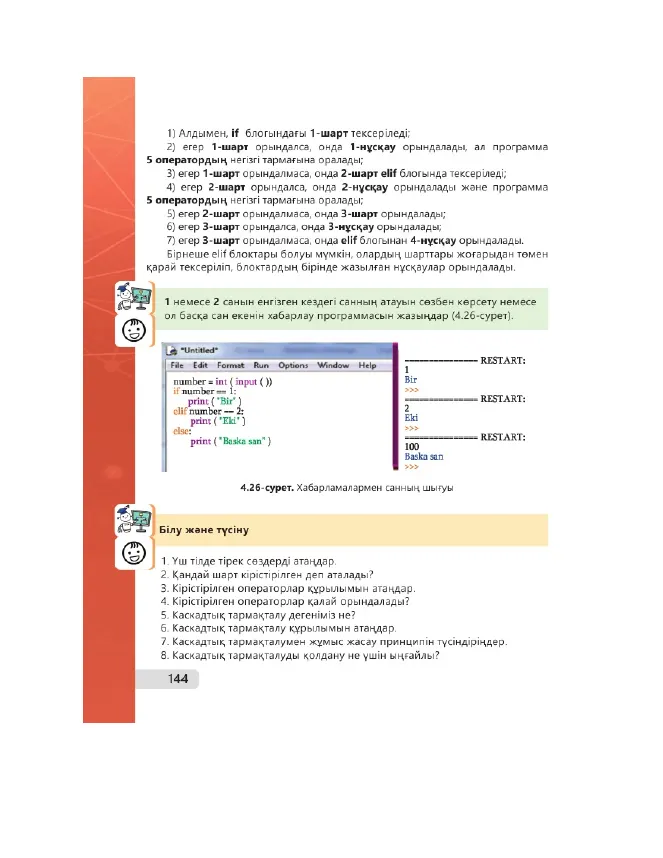 1) Алдымен, if блогындағы 1-шарт тексеріледі;
2) егер 1-шарт орындалса, онда 1-нұсқау орындалады, ал программа
5 оператордың негізгі тармағына оралады;
3) егер 1-шарт орындалмаса, онда 2-шарт elif блогында тексеріледі;
4) егер 2-шарт орындалса, онда 2-нұсқау орындалады және программа
5 оператордың негізгі тармағына оралады;
5) егер 2-шарт орындалмаса, онда 3-шарт орындалады;
6) егер 3-шарт орындалса, онда 3-нұсқау орындалады;
7) егер 3-шарт орындалмаса, онда elif блогынан 4-нұсқау орындалады.
Бірнеше elif блоктары болуы мүмкін, олардың шарттары жоғарыдан төмен
қарай тексеріліп, блоктардың бірінде жазылған нұсқаулар орындалады.
1 немесе 2 санын енгізген кездегі санның атауын сөзбен көрсету немесе
ол басқа сан екенін хабарлау программасын жазыңдар (4.26-сурет).
*Untitled*
File Edit Format Run Options Window Help
number = int ( input ( ))
if number == 1:
print ( "Bir" )
elif number == 2:
print ( "Eki" )
else:
print ( "Baska san" )
=============== RESTART:
1
Bir
>>>
=============== RESTART:
2
Eki
>>>
=============== RESTART:
100
Baska san
>>>
4.26-сурет. Хабарламалармен санның шығуы
Білу және түсіну
1. Үш тілде тірек сөздерді атаңдар.
2. Қандай шарт кірістірілген деп аталады?
3. Кірістірілген операторлар құрылымын атаңдар.
4. Кірістірілген операторлар қалай орындалады?
5. Каскадтық тармақталу дегеніміз не?
6. Каскадтық тармақталу құрылымын атаңдар.
7. Каскадтық тармақталумен жұмыс жасау принципін түсіндіріңдер.
8. Каскадтық тармақталуды қолдану не үшін ыңғайлы?
144